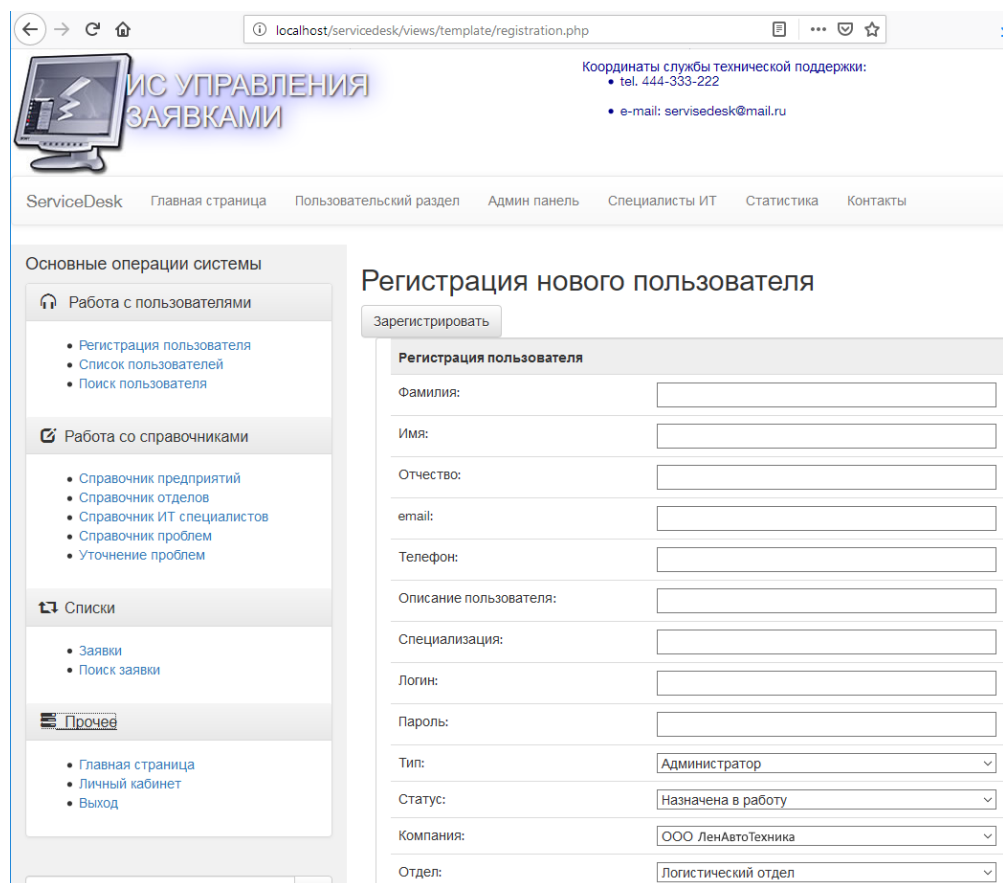 localhost/servicedesk/views/template/registration.php
ИС УПРАВЛЕНИЯ
ЗАЯВКАМИ
Координаты службы технической поддержки:
• tel. 444-333-222
• e-mail: servisedesk@mail.ru
ServiceDesk Главная страница Пользовательский раздел Админ панель Специалисты ИТ Статистика Контакты
Основные операции системы
Работа с пользователями
• Регистрация пользователя
• Список пользователей
• Поиск пользователя
Работа со справочниками
• Справочник предприятий
• Справочник отделов
• Справочник ИТ специалистов
• Справочник проблем
• Уточнение проблем
Списки
• Заявки
• Поиск заявки
Прочее
• Главная страница
• Личный кабинет
• Выход
Регистрация нового пользователя
Зарегистрировать
Регистрация пользователя
Фамилия:
Имя:
Отчество:
email:
Телефон:
Описание пользователя:
Специализация:
Логин:
Пароль:
Тип: Администратор
Статус: Назначена в работу
Компания: ООО ЛенАвтоТехника
Отдел: Логистический отдел